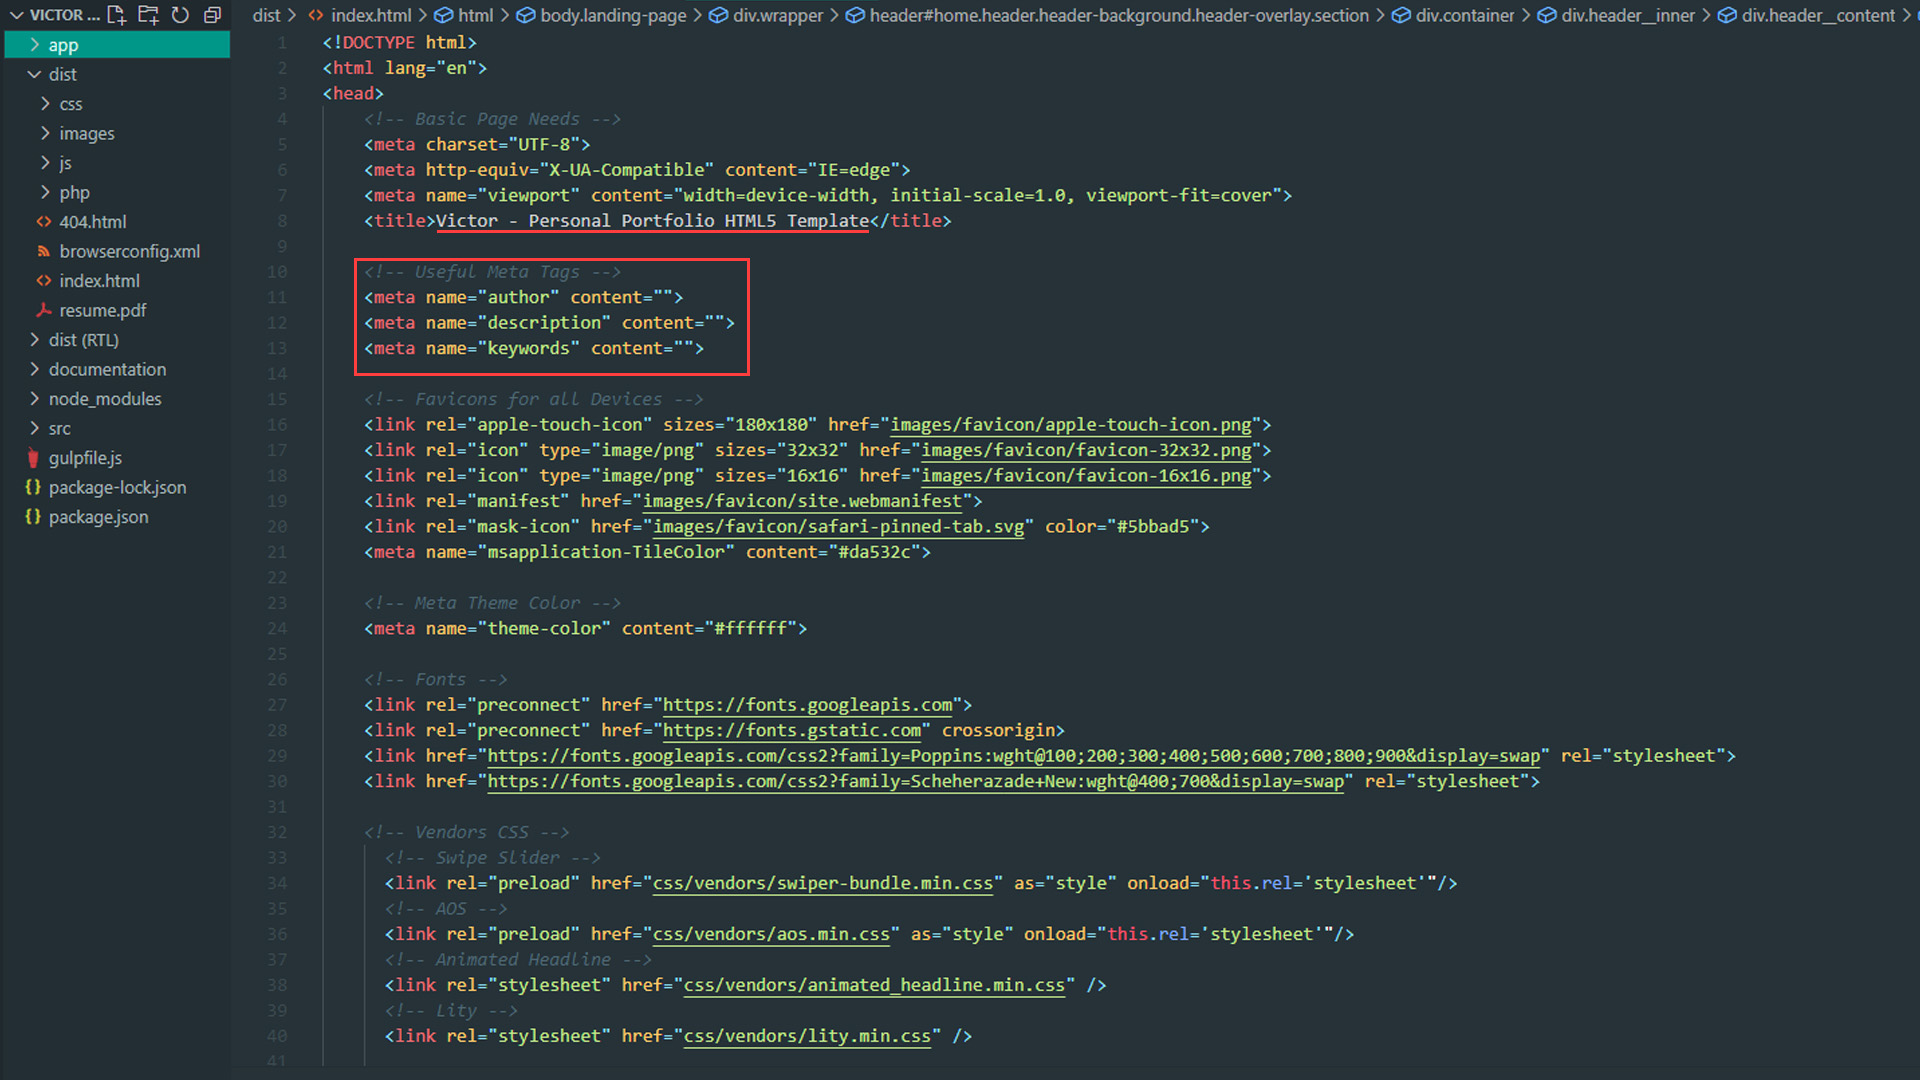 VICTOR ...
app
dist
css
images
js
php
404.html
browserconfig.xml
index.html
resume.pdf
dist (RTL)
documentation
node_modules
src
gulpfile.js
{} package-lock.json
{} package.json
dist > <> index.html > html > body.landing-page > div.wrapper > header#home.header.header-background.header-overlay.section > div.container > div.header__inner > div.header__content >
1 <!DOCTYPE html>
2 <html lang="en">
3 <head>
4 <!-- Basic Page Needs -->
5 <meta charset="UTF-8">
6 <meta http-equiv="X-UA-Compatible" content="IE=edge">
7 <meta name="viewport" content="width=device-width, initial-scale=1.0, viewport-fit=cover">
8 <title>Victor - Personal Portfolio HTML5 Template</title>
9
10 <!-- Useful Meta Tags -->
11 <meta name="author" content="">
12 <meta name="description" content="">
13 <meta name="keywords" content="">
14
15 <!-- Favicons for all Devices -->
16 <link rel="apple-touch-icon" sizes="180x180" href="images/favicon/apple-touch-icon.png">
17 <link rel="icon" type="image/png" sizes="32x32" href="images/favicon/favicon-32x32.png">
18 <link rel="icon" type="image/png" sizes="16x16" href="images/favicon/favicon-16x16.png">
19 <link rel="manifest" href="images/favicon/site.webmanifest">
20 <link rel="mask-icon" href="images/favicon/safari-pinned-tab.svg" color="#5bbad5">
21 <meta name="msapplication-TileColor" content="#da532c">
22
23 <!-- Meta Theme Color -->
24 <meta name="theme-color" content="#ffffff">
25
26 <!-- Fonts -->
27 <link rel="preconnect" href="https://fonts.googleapis.com">
28 <link rel="preconnect" href="https://fonts.gstatic.com" crossorigin>
29 <link href="https://fonts.googleapis.com/css2?family=Poppins:wght@100;200;300;400;500;600;700;800;900&display=swap" rel="stylesheet">
30 <link href="https://fonts.googleapis.com/css2?family=Scheherazade+New:wght@400;700&display=swap" rel="stylesheet">
31
32 <!-- Vendors CSS -->
33 <!-- Swipe Slider -->
34 <link rel="preload" href="css/vendors/swiper-bundle.min.css" as="style" onload="this.rel='stylesheet'"/>
35 <!-- AOS -->
36 <link rel="preload" href="css/vendors/aos.min.css" as="style" onload="this.rel='stylesheet'"/>
37 <!-- Animated Headline -->
38 <link rel="stylesheet" href="css/vendors/animated_headline.min.css" />
39 <!-- Lity -->
40 <link rel="stylesheet" href="css/vendors/lity.min.css" />
41